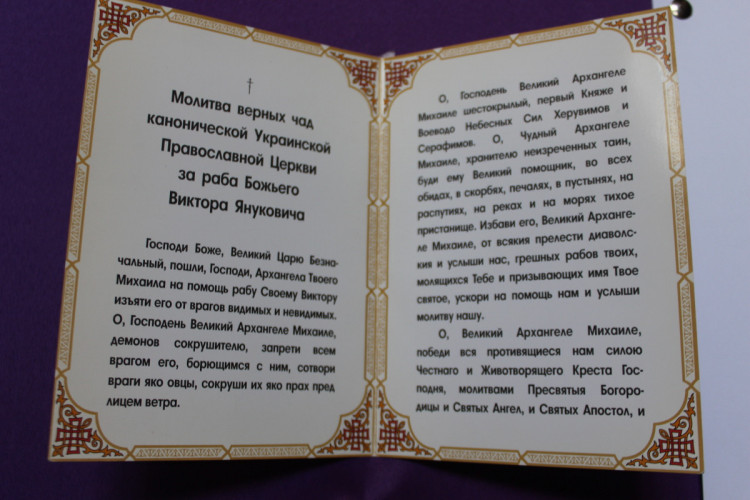 †
Молитва верных чад
канонической Украинской
Православной Церкви
за раба Божьего
Виктора Януковича
Господи Боже, Великий Царю Безна-
чальный, пошли, Господи, Архангела Твоего
Михаила на помощь рабу Своему Виктору
изъяти его от врагов видимых и невидимых.
О, Господень Великий Архангеле Михаиле,
демонов сокрушителю, запрети всем
врагом его, борющимся с ним, сотвори
враги яко овцы, сокруши их яко прах пред
лицем ветра.
О, Господень Великий Архангеле
Михаиле шестокрылый, первый Княже и
Воеводо Небесных Сил Херувимов и
Серафимов. О, Чудный Архангеле
Михаиле, хранителю неизреченных таин,
буди ему Великий помощник, во всех
обидах, в скорбях, печалях, в пустынях, на
распутиях, на реках и на морях тихое
пристанище. Избави его, Великий Арханге-
ле Михаиле, от всякия прелести диаволь-
кия и услыши нас, грешных рабов твоих,
молящихся Тебе и призывающих имя Твое
святое, ускори на помощь нам и услыши
молитву нашу.
О, Великий Архангеле Михаиле,
победи вся противящиеся нам силою
Честнаго и Животворящего Креста Гос-
подня, молитвами Пресвятыя Богоро-
дицы и Святых Ангел, и Святых Апостол, и